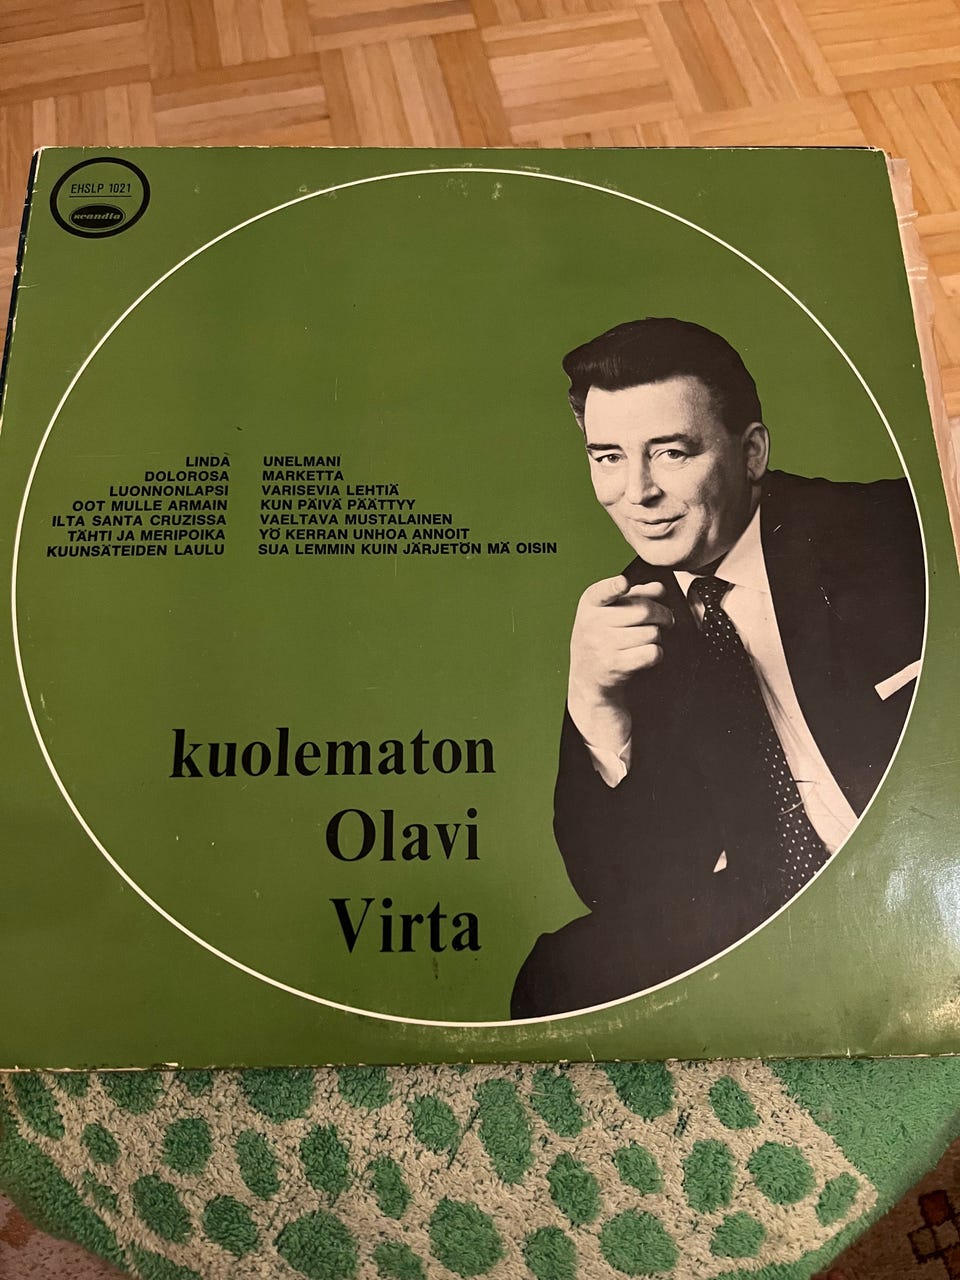 EHSLP 1021
scandia
LINDA
DOLOROSA
LUONNONLAPSI
OOT MULLE ARMAIN
ILTA SANTA CRUZISSA
TÄHTI JA MERIPOIKA
KUUNSÄTEIDEN LAULU
UNELMANI
MARKETTA
VARISEVIA LEHTIÄ
KUN PÄIVÄ PÄÄTTYY
VAELTAVA MUSTALAINEN
YÖ KERRAN UNHOA ANNOIT
SUA LEMMIN KUIN JÄRJETÖN MÄ OISIN
kuolematon
Olavi
Virta